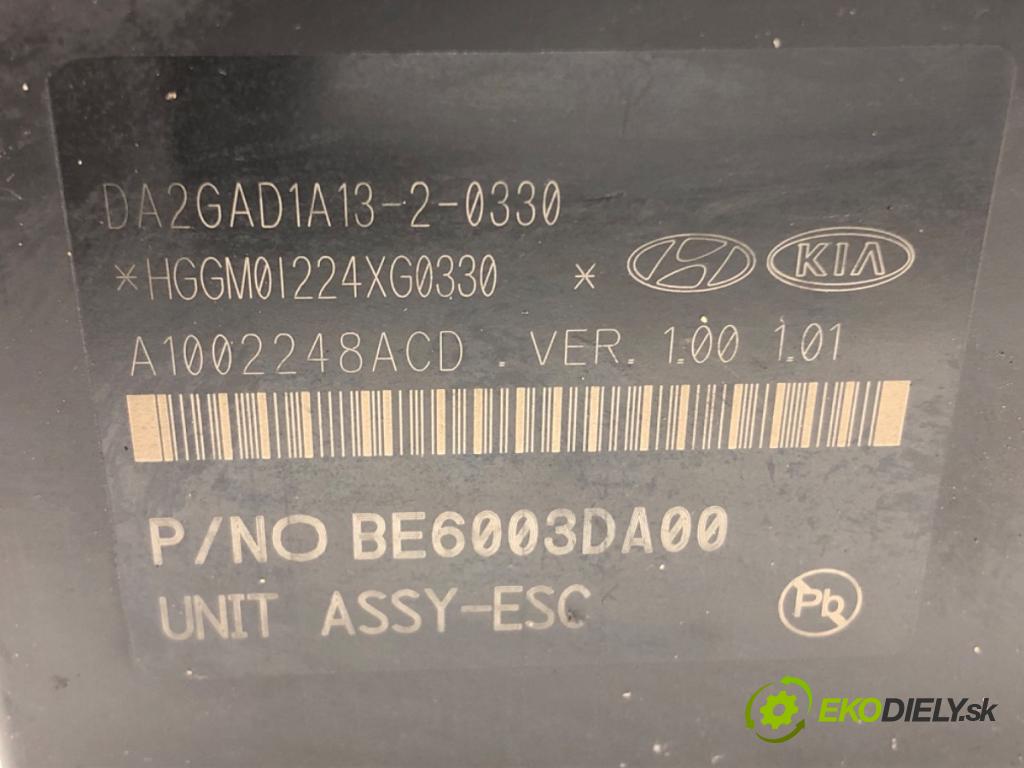 DA2GAD1A13-2-0330
*HGGM01224XG0330 * KIA
A1002248ACD . VER. 1.00 1.01
P/NO BE6003DA00
UNIT ASSY-ESC Pb
EKODIELY.sk